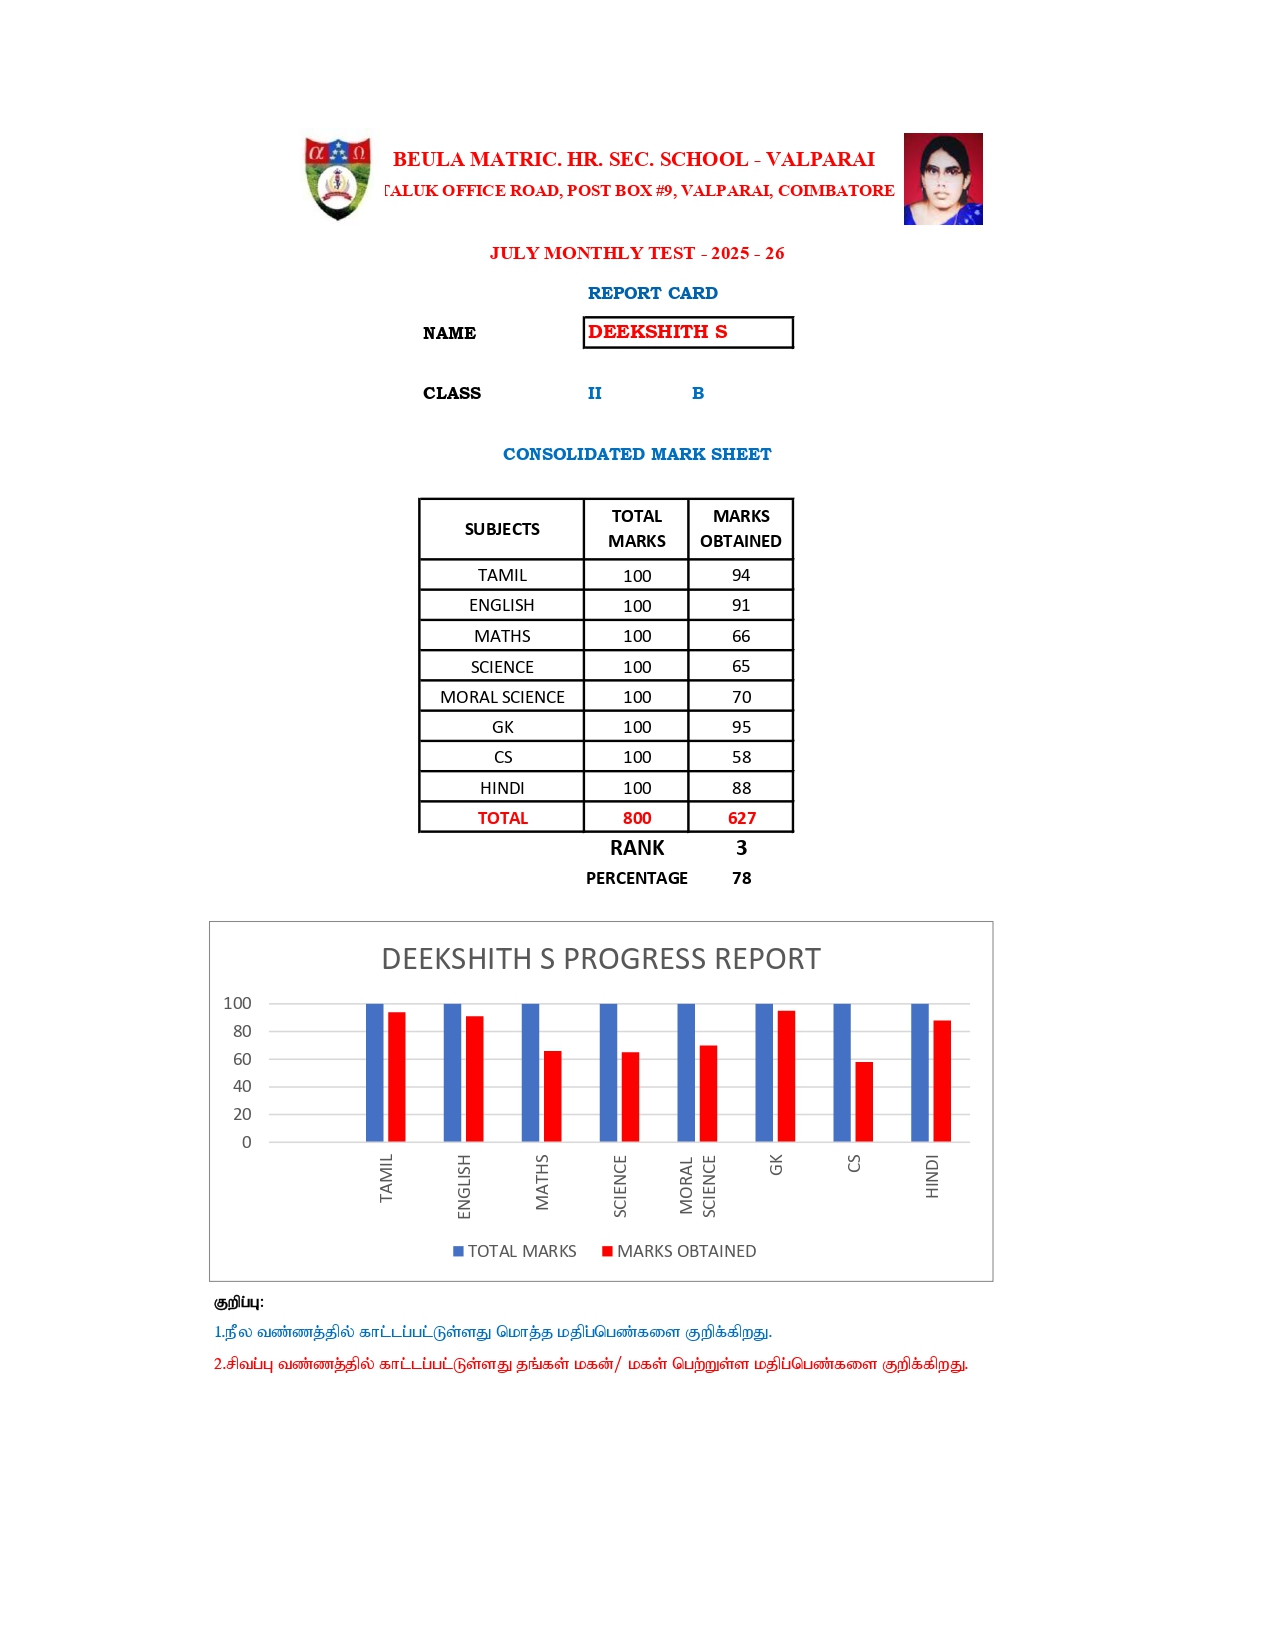 α Ω
BEULA MATRIC. HR. SEC. SCHOOL - VALPARAI
TALUK OFFICE ROAD, POST BOX #9, VALPARAI, COIMBATORE
JULY MONTHLY TEST - 2025 - 26
REPORT CARD
NAME DEEKSHITH S
CLASS II B
CONSOLIDATED MARK SHEET
SUBJECTS TOTAL MARKS MARKS OBTAINED
TAMIL 100 94
ENGLISH 100 91
MATHS 100 66
SCIENCE 100 65
MORAL SCIENCE 100 70
GK 100 95
CS 100 58
HINDI 100 88
TOTAL 800 627
RANK 3
PERCENTAGE 78
DEEKSHITH S PROGRESS REPORT
100
80
60
40
20
0
TAMIL ENGLISH MATHS SCIENCE MORAL SCIENCE GK CS HINDI
TOTAL MARKS MARKS OBTAINED
குறிப்பு:
1.நீல வண்ணத்தில் காட்டப்பட்டுள்ளது மொத்த மதிப்பெண்களை குறிக்கிறது.
2.சிவப்பு வண்ணத்தில் காட்டப்பட்டுள்ளது தங்கள் மகன்/ மகள் பெற்றுள்ள மதிப்பெண்களை குறிக்கிறது.